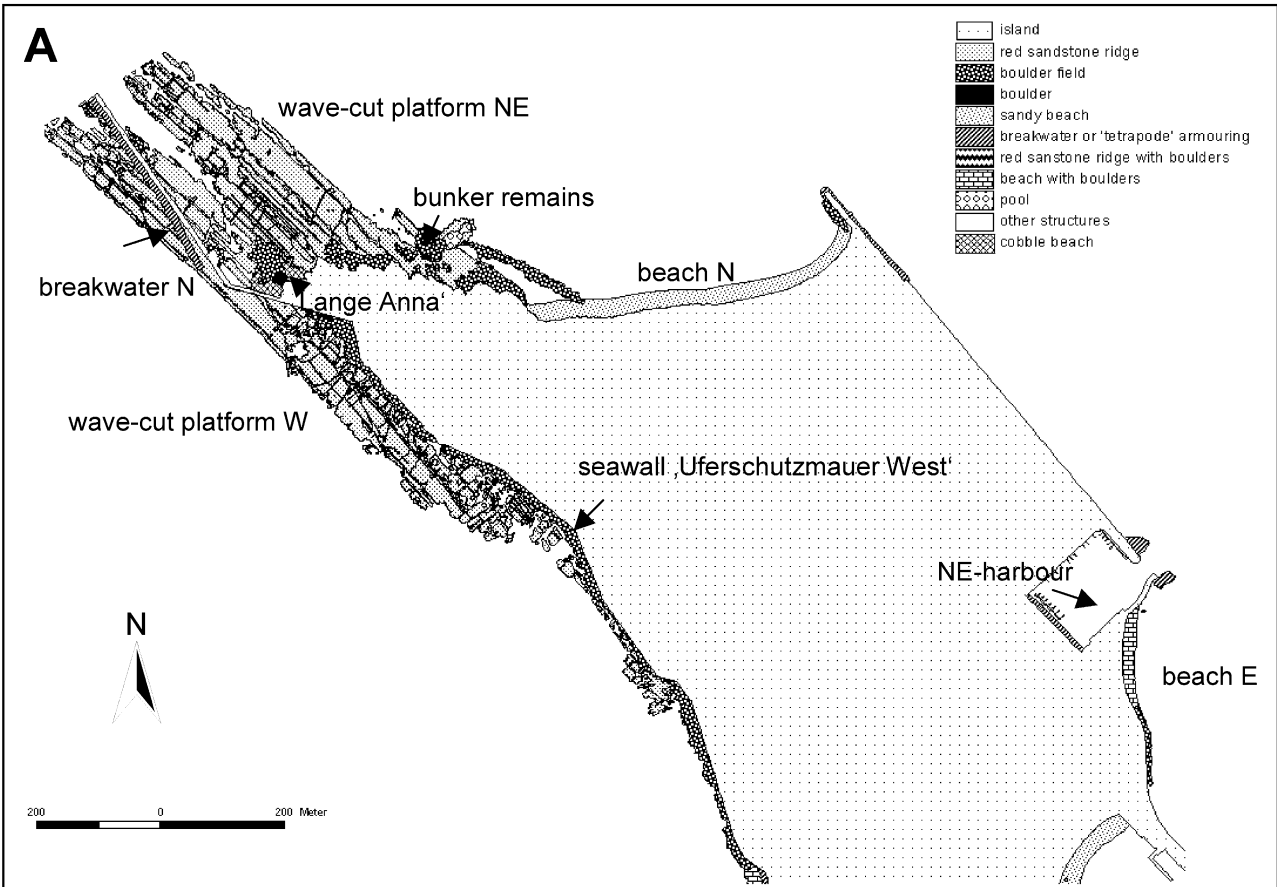 A
island
red sandstone ridge
boulder field
boulder
sandy beach
breakwater or 'tetrapode' armouring
red sanstone ridge with boulders
beach with boulders
pool
other structures
cobble beach
wave-cut platform NE
bunker remains
beach N
breakwater N
Lange Anna‘
wave-cut platform W
seawall ‚Uferschutzmauer West‘
NE-harbour
N
beach E
200 0 200 Meter